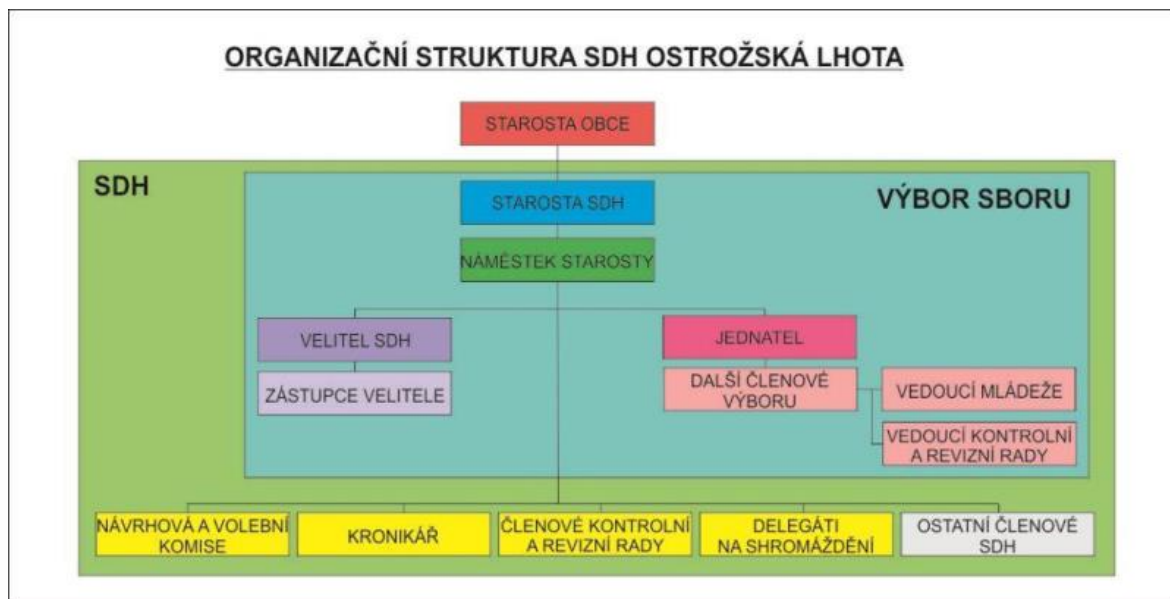 ORGANIZAČNÍ STRUKTURA SDH OSTROŽSKÁ LHOTA
STAROSTA OBCE
SDH
VÝBOR SBORU
STAROSTA SDH
NÁMĚSTEK STAROSTY
VELITEL SDH
JEDNATEL
ZÁSTUPCE VELITELE
DALŠÍ ČLENOVÉ
VÝBORU
VEDOUCÍ MLÁDEŽE
VEDOUCÍ KONTROLNÍ
A REVIZNÍ RADY
NÁVRHOVÁ A VOLEBNÍ
KOMISE
KRONIKÁŘ
ČLENOVÉ KONTROLNÍ
A REVIZNÍ RADY
DELEGÁTI
NA SHROMÁŽDĚNÍ
OSTATNÍ ČLENOVÉ
SDH